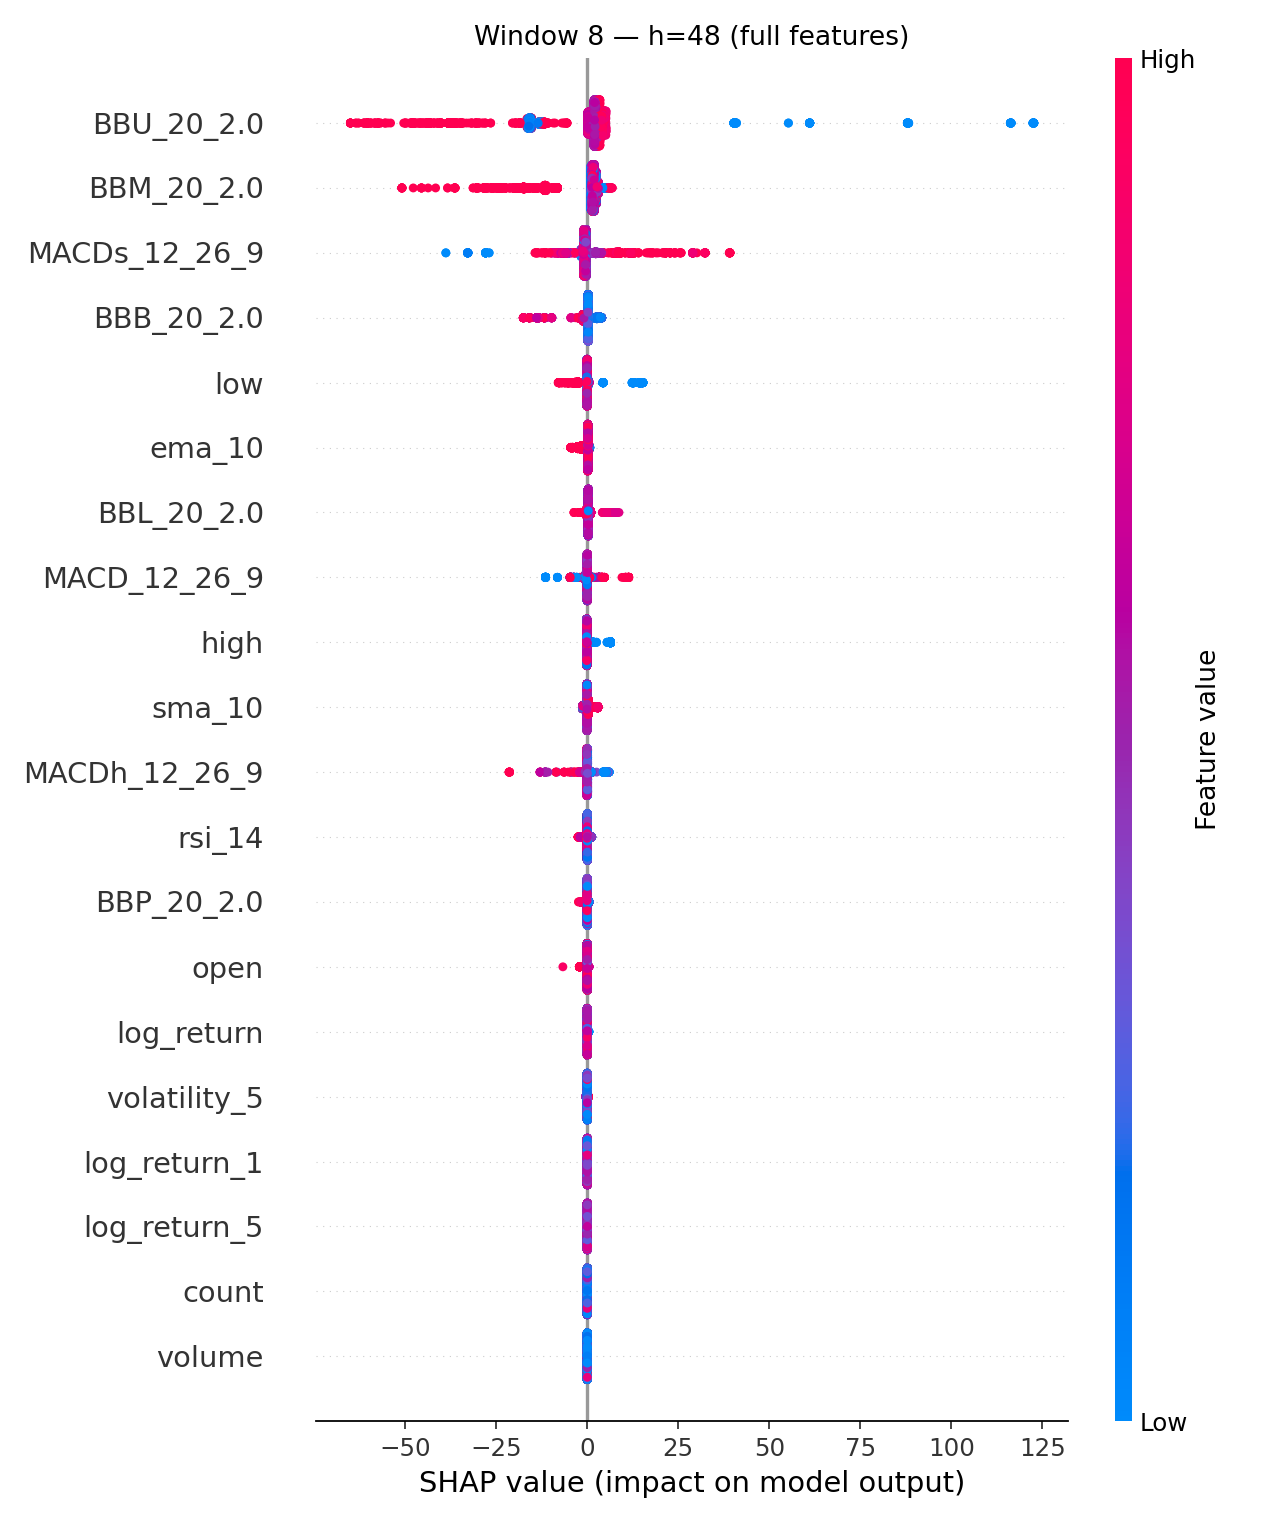 Window 8 — h=48 (full features)
High
BBU_20_2.0
BBM_20_2.0
MACDs_12_26_9
BBB_20_2.0
low
ema_10
BBL_20_2.0
MACD_12_26_9
high
sma_10
MACDh_12_26_9
rsi_14
BBP_20_2.0
open
log_return
volatility_5
log_return_1
log_return_5
count
volume
Feature value
Low
−50 −25 0 25 50 75 100 125
SHAP value (impact on model output)